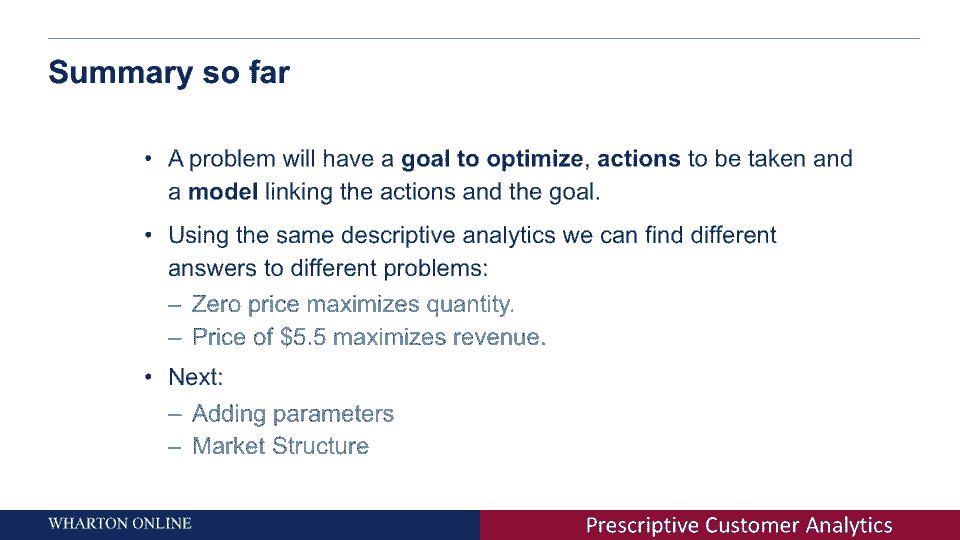 Summary so far
• A problem will have a goal to optimize, actions to be taken and
a model linking the actions and the goal.
• Using the same descriptive analytics we can find different
answers to different problems:
– Zero price maximizes quantity.
– Price of $5.5 maximizes revenue.
• Next:
– Adding parameters
– Market Structure
WHARTON ONLINE
Prescriptive Customer Analytics